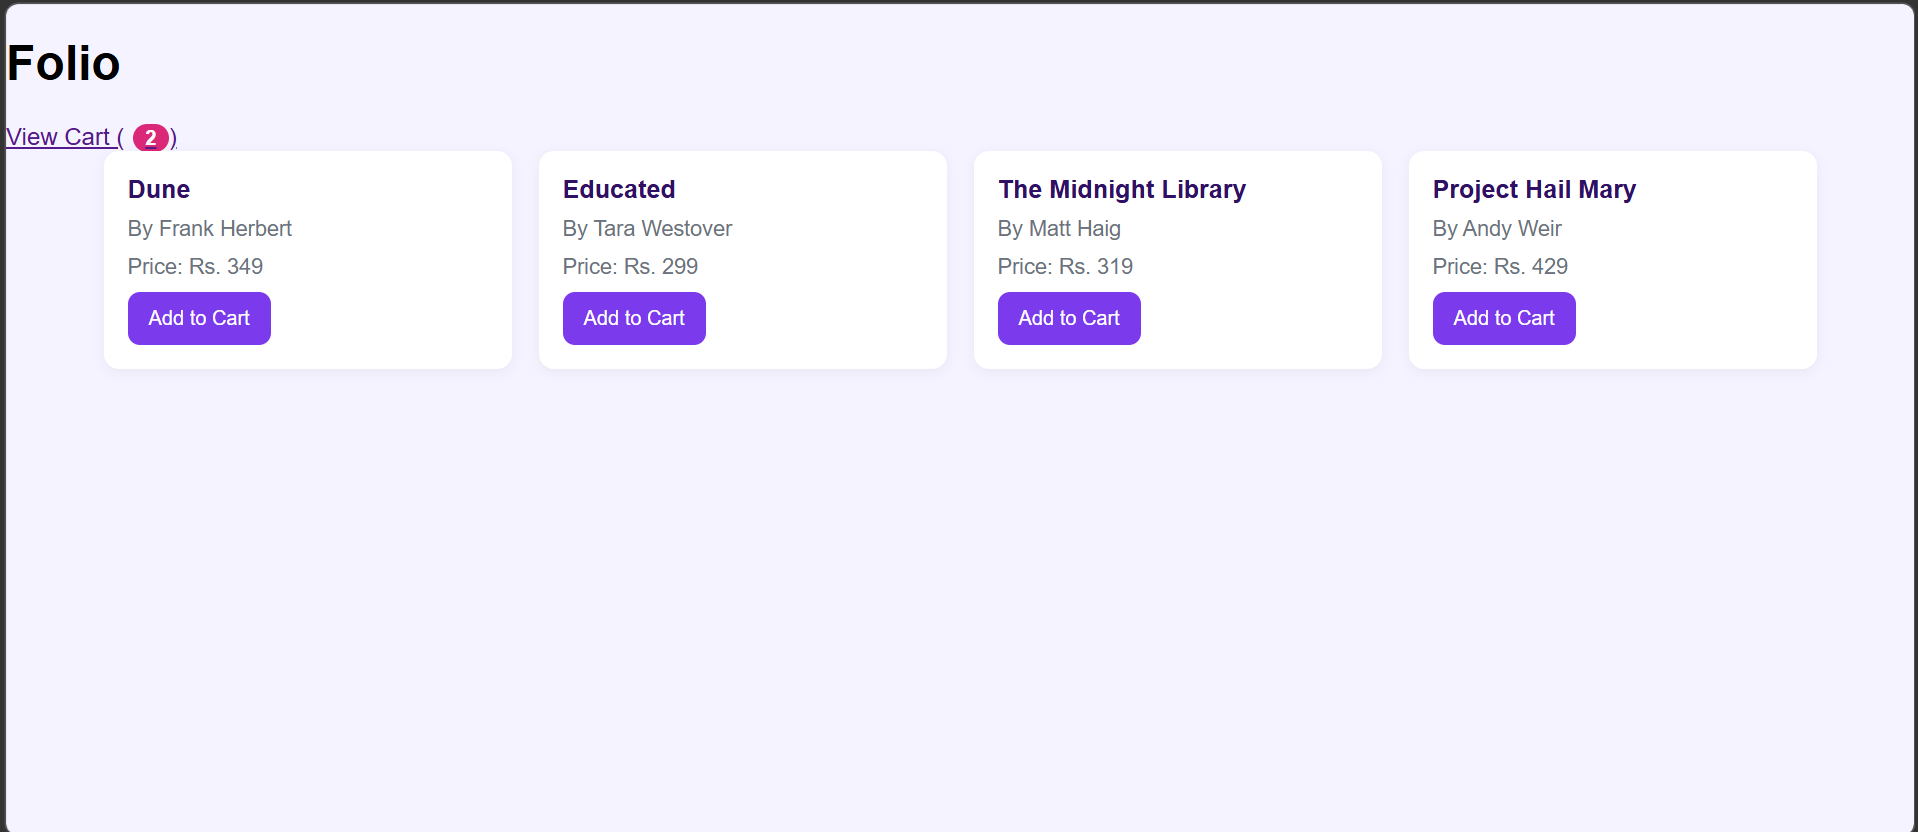 Folio
View Cart ( 2 )
Dune
By Frank Herbert
Price: Rs. 349
Add to Cart
Educated
By Tara Westover
Price: Rs. 299
Add to Cart
The Midnight Library
By Matt Haig
Price: Rs. 319
Add to Cart
Project Hail Mary
By Andy Weir
Price: Rs. 429
Add to Cart